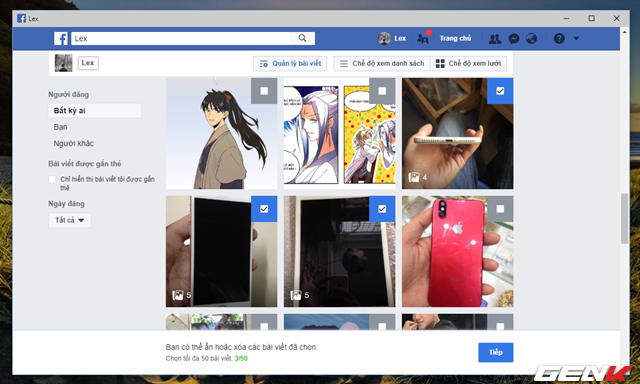 Lex
Lex
Lex
Trang chủ
Lex
Quản lý bài viết
Chế độ xem danh sách
Chế độ xem lưới
Người đăng
Bất kỳ ai
Bạn
Người khác
Bài viết được gắn thẻ
Chỉ hiển thị bài viết tôi được gắn
thẻ
Ngày đăng
Tất cả
4
5
5
Bạn có thể ẩn hoặc xóa các bài viết đã chọn.
Chọn tối đa 50 bài viết. 3/50
Tiếp
GENK